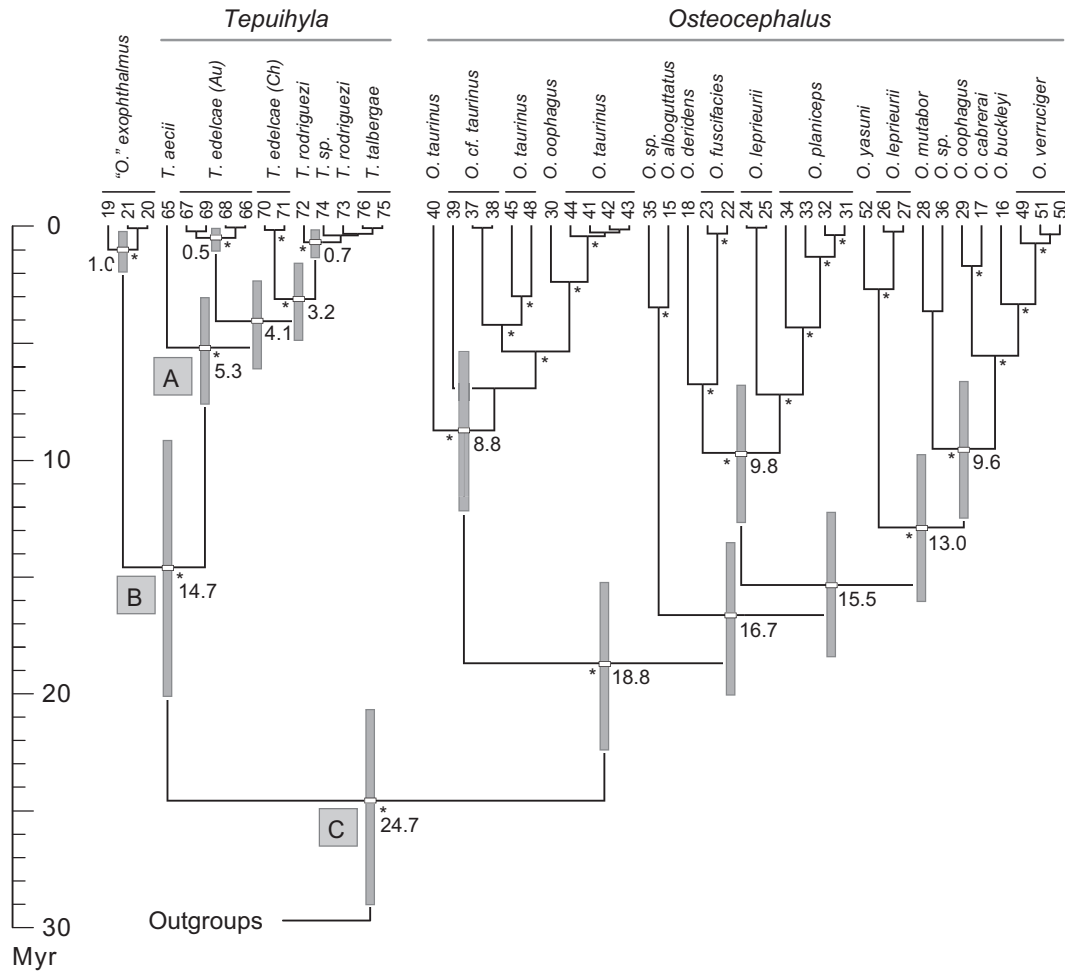 Tepuihyla
Osteocephalus
"O." exophthalmus
T. aecii
T. edelcae (Au)
T. edelcae (Ch)
T. rodriguezi
T. sp.
T. rodriguezi
T. talbergae
O. taurinus
O. cf. taurinus
O. taurinus
O. oophagus
O. taurinus
O. sp.
O. alboguttatus
O. deridens
O. fuscifacies
O. leprieurii
O. planiceps
O. yasuni
O. leprieurii
O. mutabor
O. sp.
O. oophagus
O. cabrerai
O. buckleyi
O. verruciger
19 21 20 65 67 69 68 66 70 71 72 74 73 76 75 40 39 37 38 45 48 30 44 41 42 43 35 15 18 23 22 24 25 34 33 32 31 52 26 27 28 36 29 17 16 49 51 50
0
1.0 *
0.5 *
* 0.7
* 3.2
4.1
A * 5.3
* 8.8
* 9.8
* 9.6
10
* 13.0
B * 14.7
15.5
16.7
* 18.8
20
C * 24.7
Outgroups
30
Myr